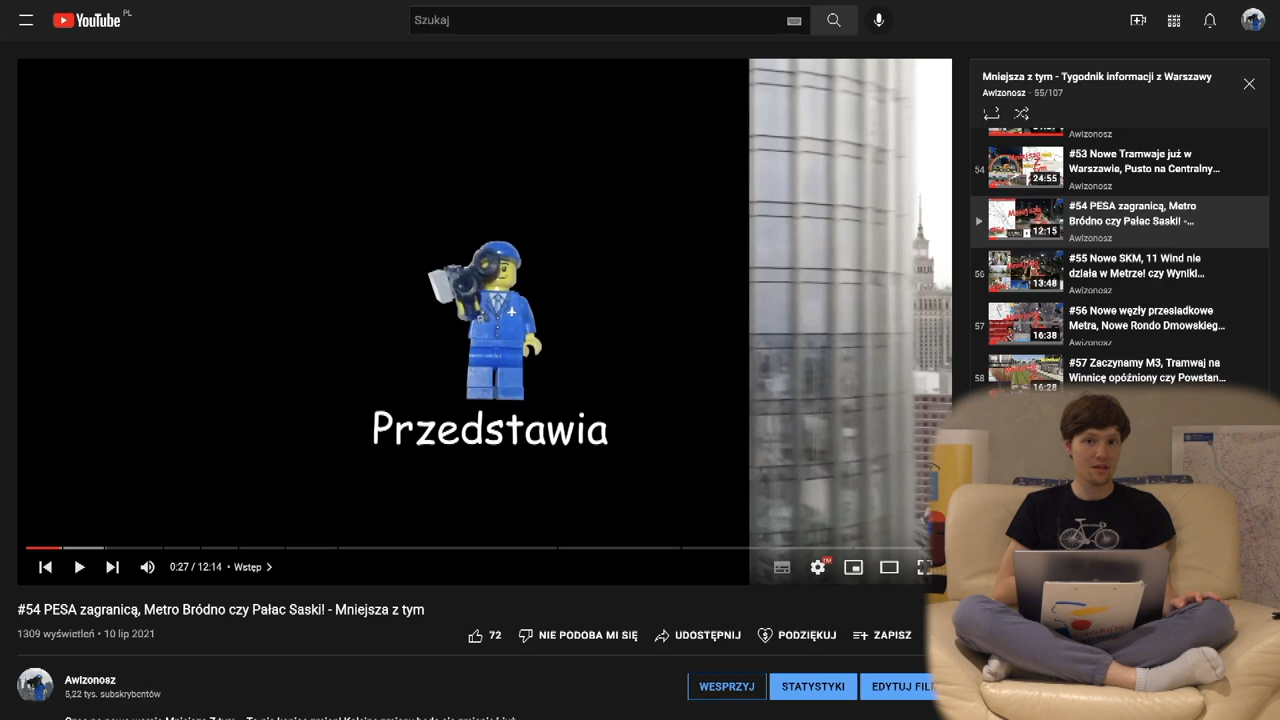 YouTube PL
Szukaj
Przedstawia
0:27 / 12:14 • Wstęp
#54 PESA zagranicą, Metro Bródno czy Pałac Saski! - Mniejsza z tym
1309 wyświetleń • 10 lip 2021
72
NIE PODOBA MI SIĘ
UDOSTĘPNIJ
PODZIĘKUJ
ZAPISZ
Awizonosz
5,22 tys. subskrybentów
WESPRZYJ
STATYSTYKI
EDYTUJ FIL
Mniejsza z tym - Tygodnik informacji z Warszawy
Awizonosz - 55/107
Awizonosz
54
24:55
#53 Nowe Tramwaje już w
Warszawie, Pusto na Centralny...
Awizonosz
12:15
#54 PESA zagranicą, Metro
Bródno czy Pałac Saski! -...
Awizonosz
56
13:48
#55 Nowe SKM, 11 Wind nie
działa w Metrze! czy Wyniki...
Awizonosz
57
16:38
#56 Nowe węzły przesiadkowe
Metra, Nowe Rondo Dmowskieg...
Awizonosz
58
16:28
#57 Zaczynamy M3, Tramwaj na
Winnicę opóźniony czy Powstan...